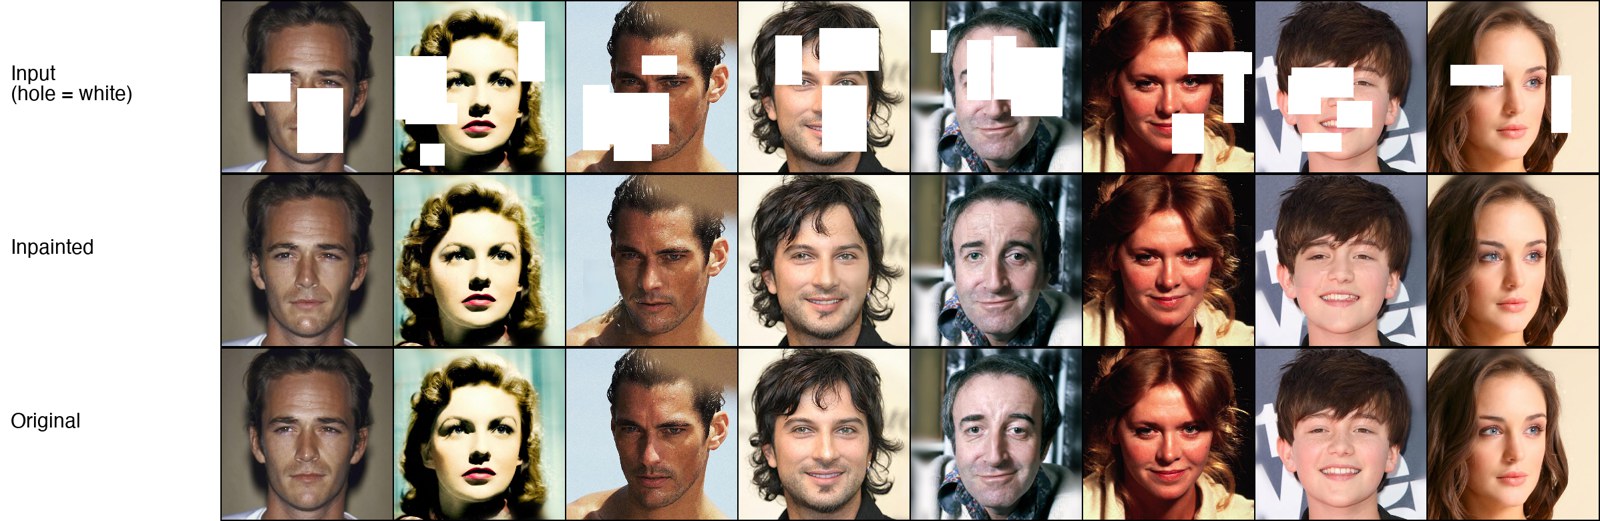 Input
(hole = white)
Inpainted
Original